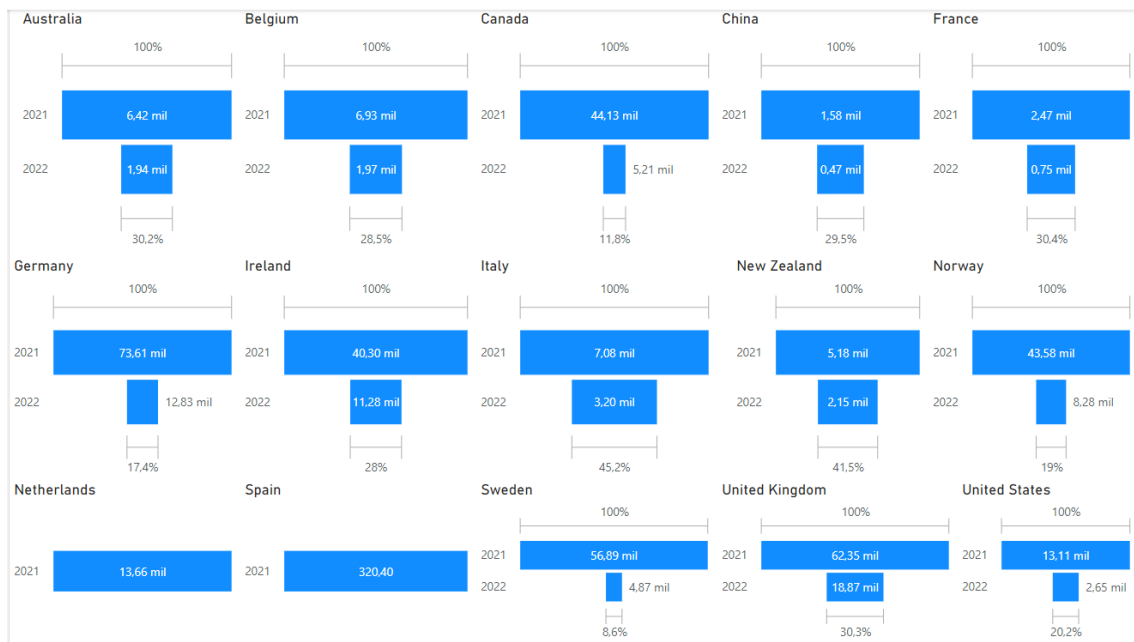 Australia
100%
2021 6,42 mil
2022 1,94 mil
30,2%
Belgium
100%
2021 6,93 mil
2022 1,97 mil
28,5%
Canada
100%
2021 44,13 mil
2022 5,21 mil
11,8%
China
100%
2021 1,58 mil
2022 0,47 mil
29,5%
France
100%
2021 2,47 mil
2022 0,75 mil
30,4%
Germany
100%
2021 73,61 mil
2022 12,83 mil
17,4%
Ireland
100%
2021 40,30 mil
2022 11,28 mil
28%
Italy
100%
2021 7,08 mil
2022 3,20 mil
45,2%
New Zealand
100%
2021 5,18 mil
2022 2,15 mil
41,5%
Norway
100%
2021 43,58 mil
2022 8,28 mil
19%
Netherlands
2021 13,66 mil
Spain
2021 320,40
Sweden
100%
2021 56,89 mil
2022 4,87 mil
8,6%
United Kingdom
100%
2021 62,35 mil
2022 18,87 mil
30,3%
United States
100%
2021 13,11 mil
2022 2,65 mil
20,2%